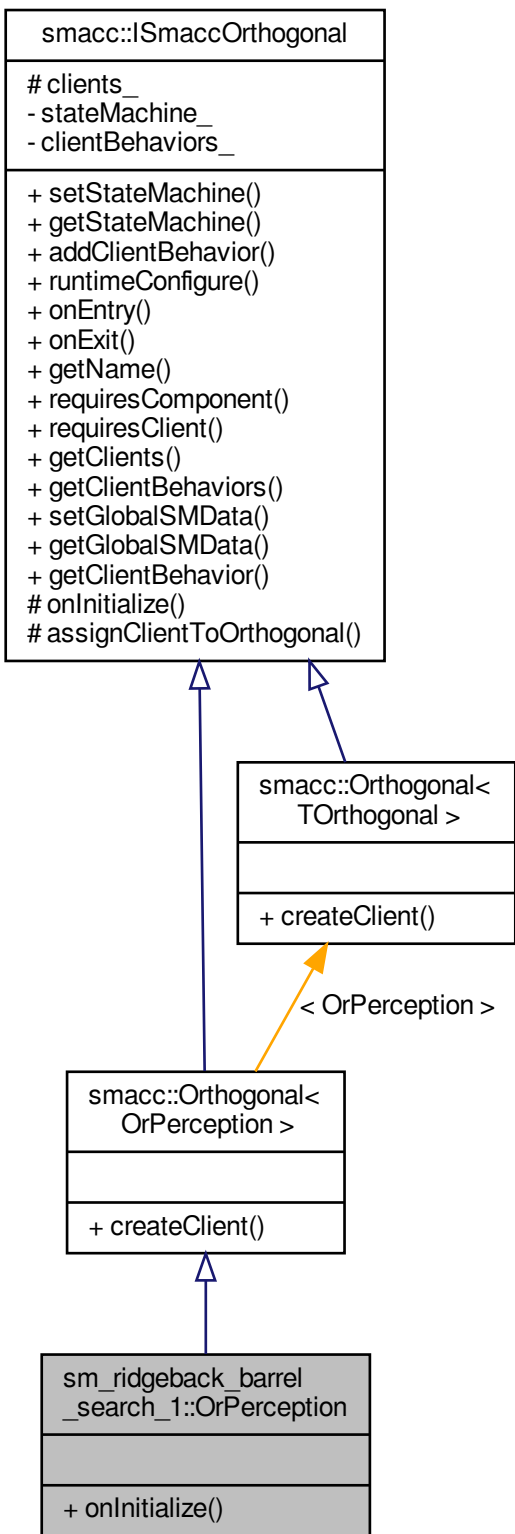 smacc::ISmaccOrthogonal
# clients_
- stateMachine_
- clientBehaviors_
+ setStateMachine()
+ getStateMachine()
+ addClientBehavior()
+ runtimeConfigure()
+ onEntry()
+ onExit()
+ getName()
+ requiresComponent()
+ requiresClient()
+ getClients()
+ getClientBehaviors()
+ setGlobalSMData()
+ getGlobalSMData()
+ getClientBehavior()
# onInitialize()
# assignClientToOrthogonal()
smacc::Orthogonal<
TOrthogonal >
+ createClient()
< OrPerception >
smacc::Orthogonal<
OrPerception >
+ createClient()
sm_ridgeback_barrel
_search_1::OrPerception
+ onInitialize()